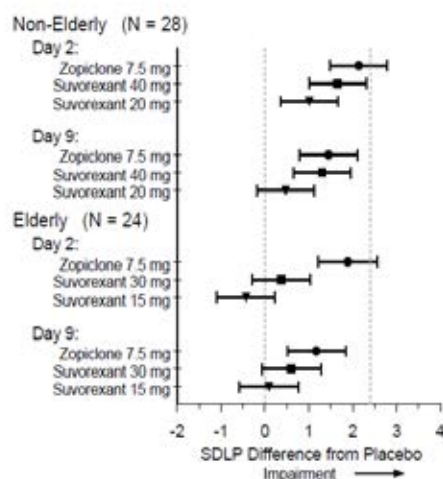 Non-Elderly (N = 28)
Day 2:
Zopiclone 7.5 mg
Suvorexant 40 mg
Suvorexant 20 mg
Day 9:
Zopiclone 7.5 mg
Suvorexant 40 mg
Suvorexant 20 mg
Elderly (N = 24)
Day 2:
Zopiclone 7.5 mg
Suvorexant 30 mg
Suvorexant 15 mg
Day 9:
Zopiclone 7.5 mg
Suvorexant 30 mg
Suvorexant 15 mg
-2 -1 0 1 2 3 4
SDLP Difference from Placebo
Impairment